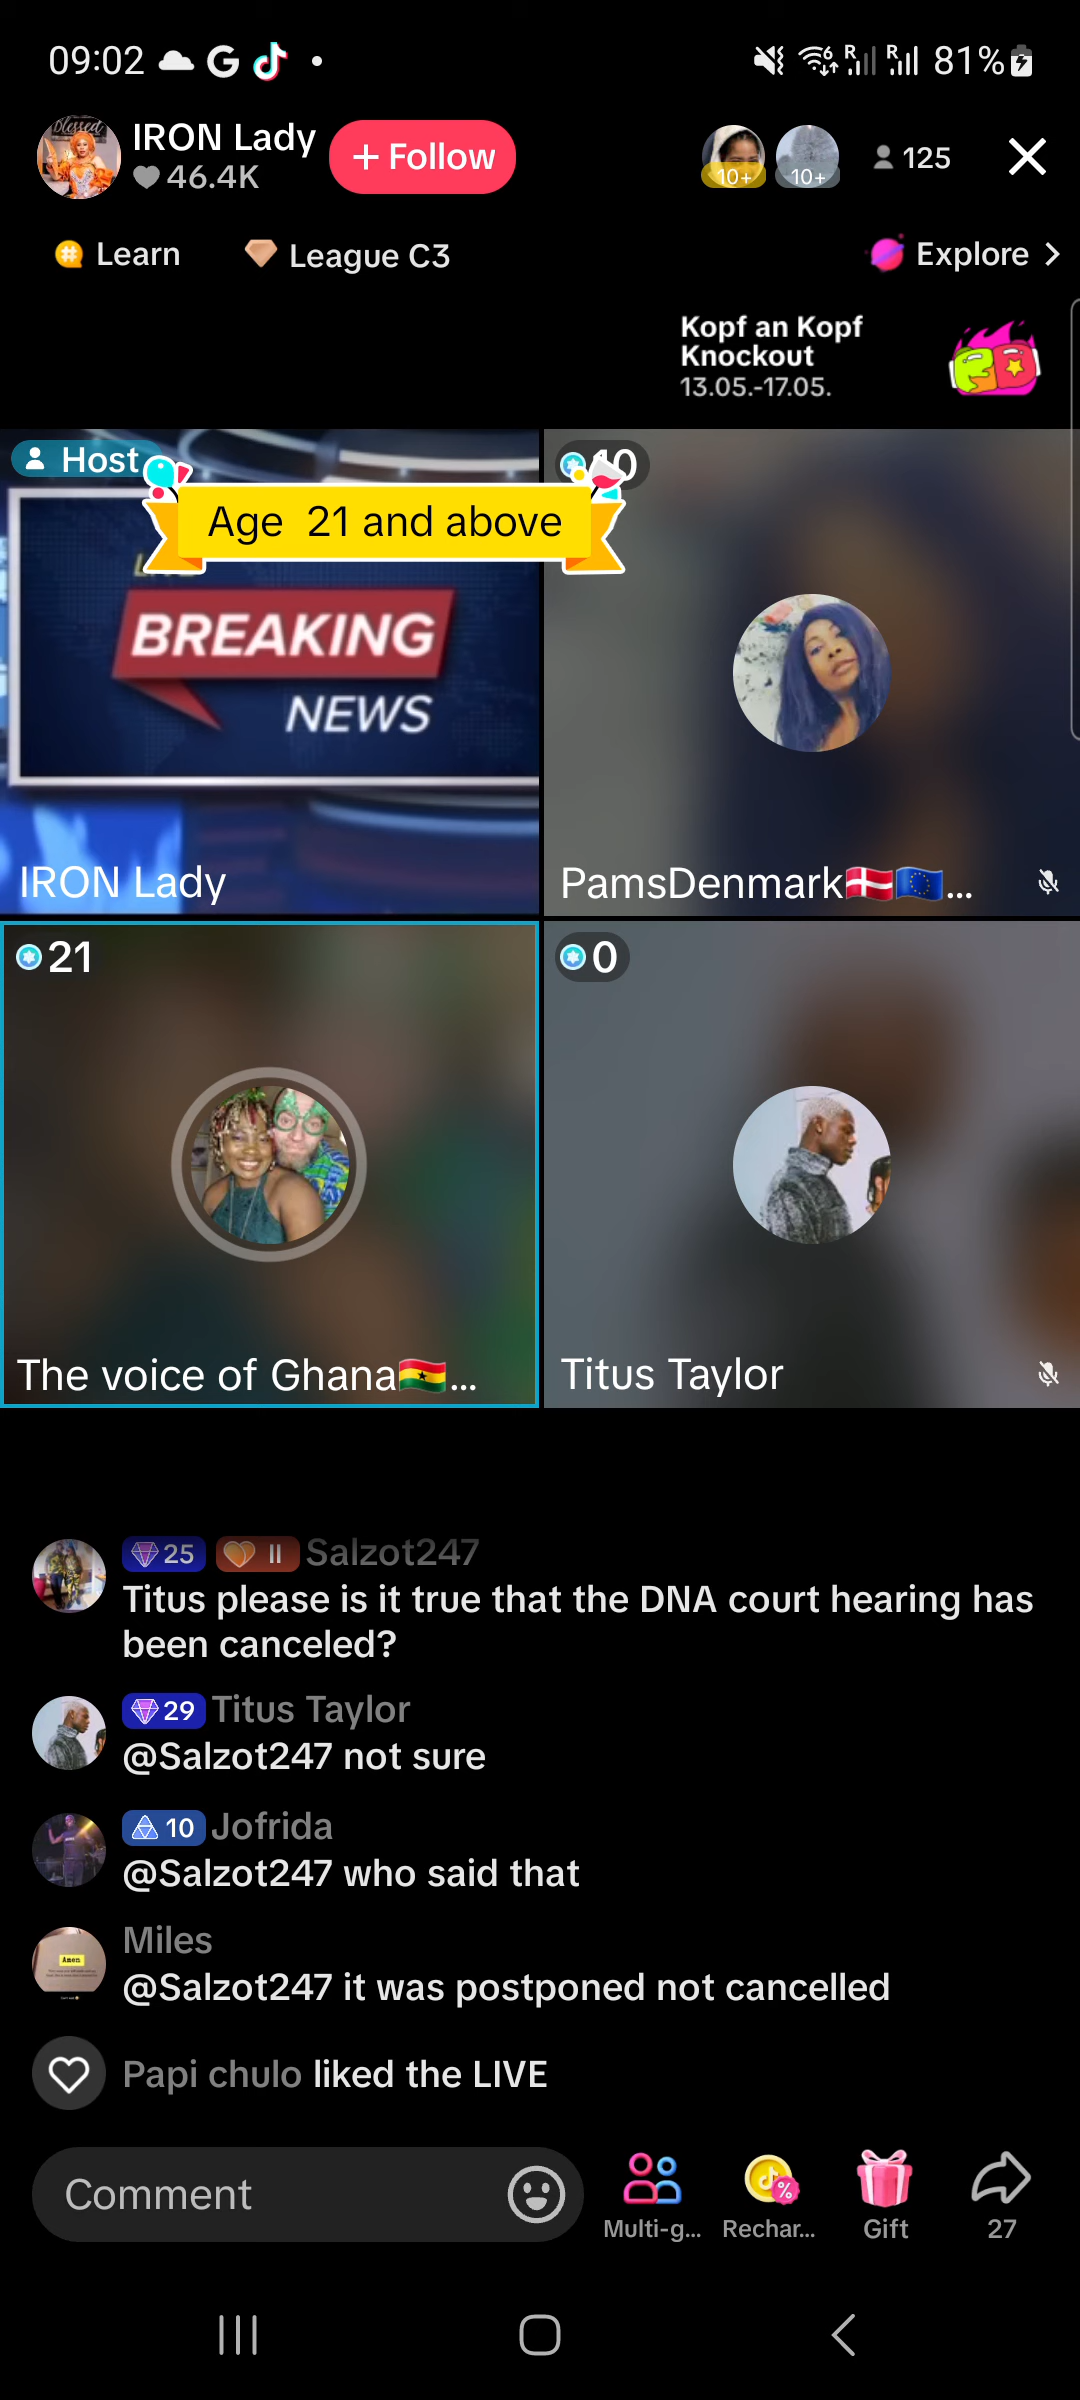 09:02
81%
Blessed
IRON Lady
46.4K
+ Follow
10+
10+
125
Learn
League C3
Explore
Kopf an Kopf
Knockout
13.05.-17.05.
Host
Age 21 and above
BREAKING
NEWS
IRON Lady
PamsDenmark🇩🇰🇪🇺...
21
0
The voice of Ghana🇬🇭...
Titus Taylor
25 II Salzot247
Titus please is it true that the DNA court hearing has
been canceled?
29 Titus Taylor
@Salzot247 not sure
10 Jofrida
@Salzot247 who said that
Amen
Miles
@Salzot247 it was postponed not cancelled
Papi chulo liked the LIVE
Comment
Multi-g...
Rechar...
Gift
27